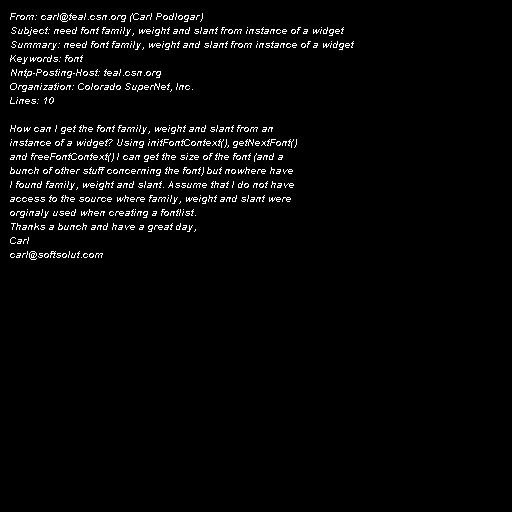 From: carl@teal.csn.org (Carl Podlogar)
Subject: need font family, weight and slant from instance of a widget
Summary: need font family, weight and slant from instance of a widget
Keywords: font
Nntp-Posting-Host: teal.csn.org
Organization: Colorado SuperNet, Inc.
Lines: 10

How can I get the font family, weight and slant from an
instance of a widget? Using initFontContext(), getNextFont()
and freeFontContext() I can get the size of the font (and a
bunch of other stuff concerning the font) but nowhere have
I found family, weight and slant. Assume that I do not have
access to the source where family, weight and slant were
orginaly used when creating a fontlist.
Thanks a bunch and have a great day,
Carl
carl@softsolut.com